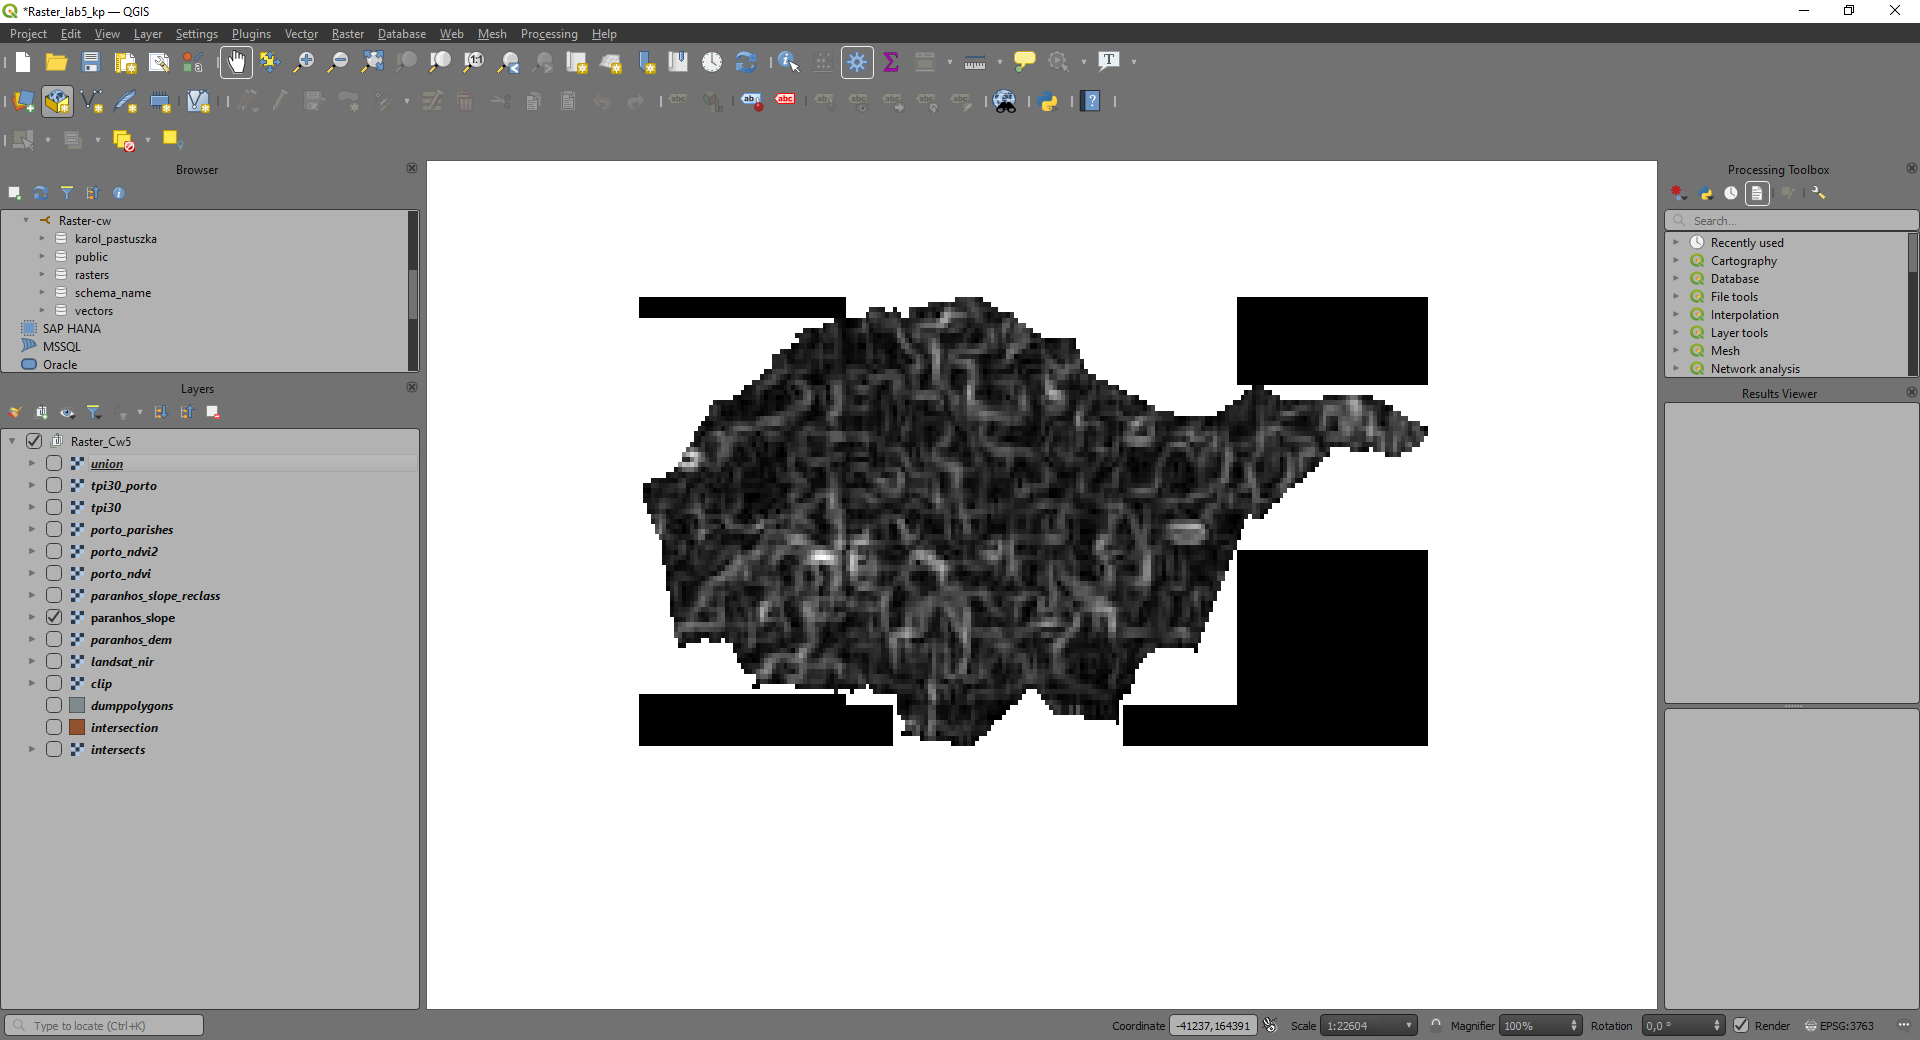 *Raster_lab5_kp — QGIS
Project Edit View Layer Settings Plugins Vector Raster Database Web Mesh Processing Help
Browser
Raster-cw
karol_pastuszka
public
rasters
schema_name
vectors
SAP HANA
MSSQL
Oracle
Layers
Raster_Cw5
union
tpi30_porto
tpi30
porto_parishes
porto_ndvi2
porto_ndvi
paranhos_slope_reclass
paranhos_slope
paranhos_dem
landsat_nir
clip
dumppolygons
intersection
intersects
Processing Toolbox
Search...
Recently used
Cartography
Database
File tools
Interpolation
Layer tools
Mesh
Network analysis
Results Viewer
Type to locate (Ctrl+K)
Coordinate -41237,164391 Scale 1:22604 Magnifier 100% Rotation 0,0 ° Render EPSG:3763